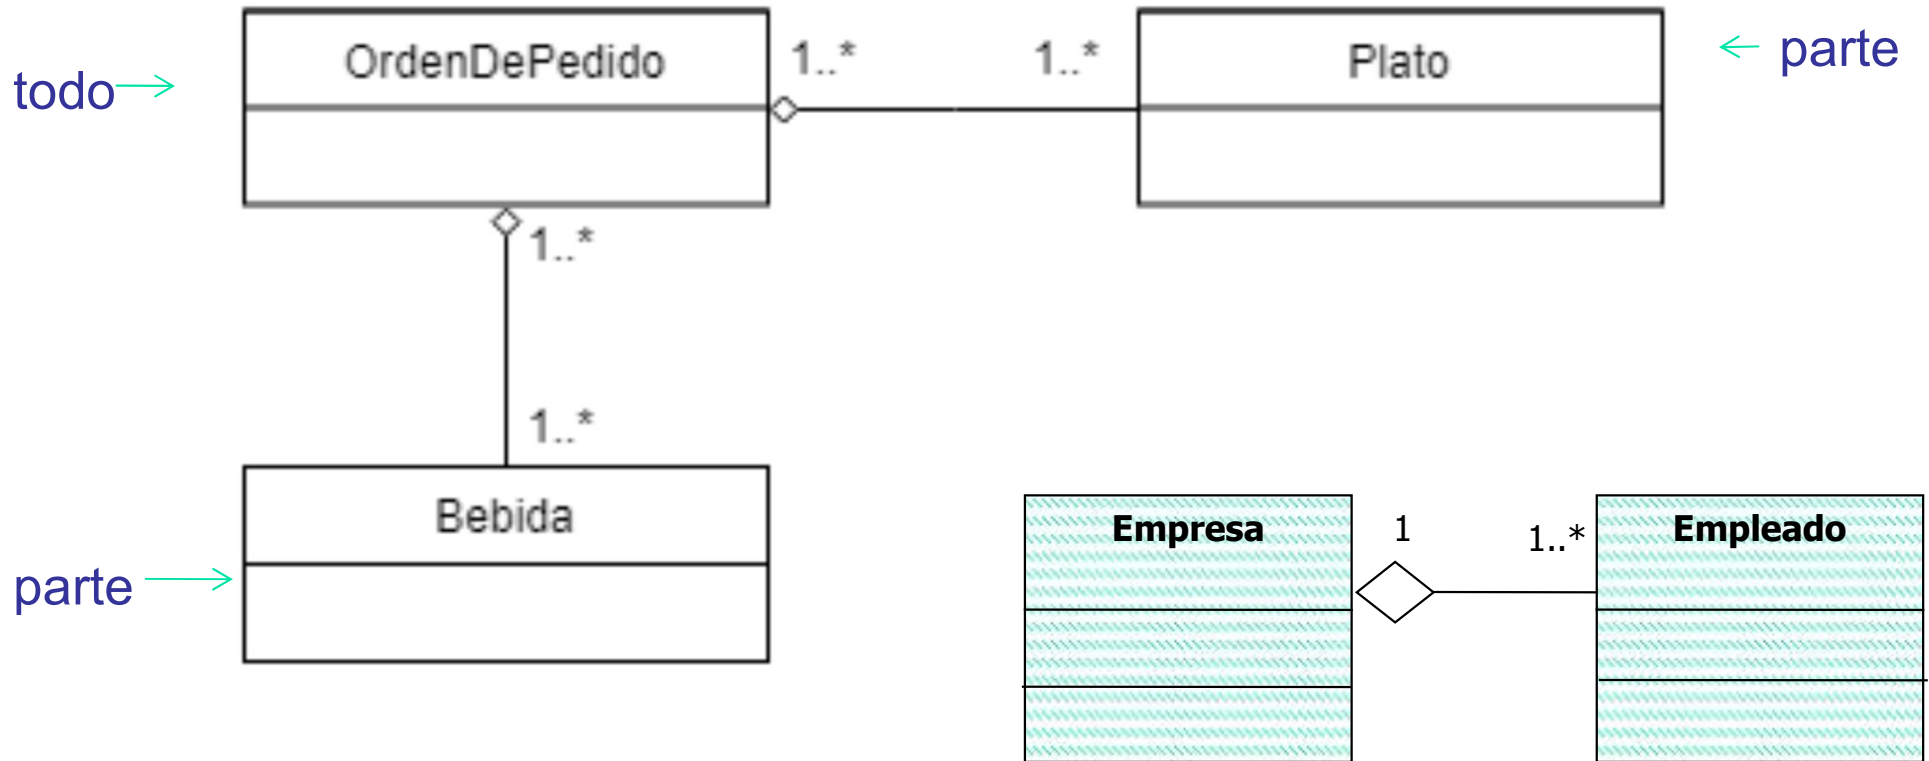 todo
OrdenDePedido
1..*
1..*
Plato
parte
1..*
1..*
Bebida
parte
Empresa
1
1..*
Empleado